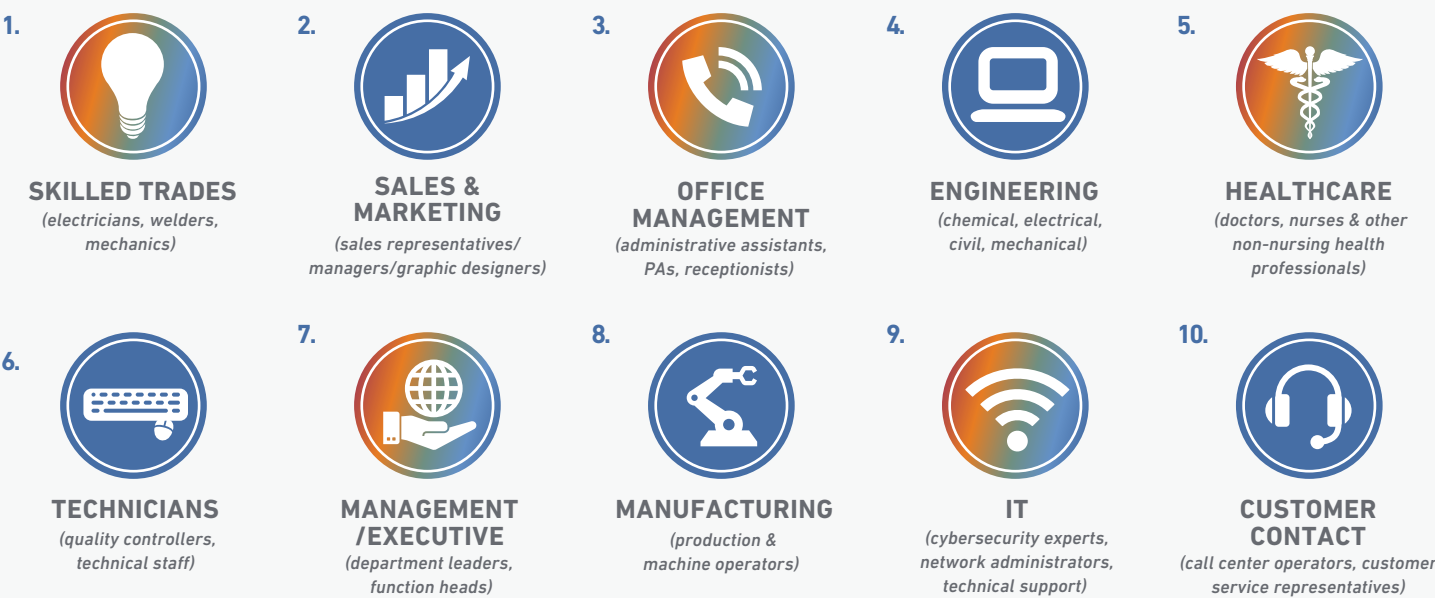 1.
SKILLED TRADES
(electricians, welders,
mechanics)
2.
SALES &
MARKETING
(sales representatives/
managers/graphic designers)
3.
OFFICE
MANAGEMENT
(administrative assistants,
PAs, receptionists)
4.
ENGINEERING
(chemical, electrical,
civil, mechanical)
5.
HEALTHCARE
(doctors, nurses & other
non-nursing health
professionals)
6.
TECHNICIANS
(quality controllers,
technical staff)
7.
MANAGEMENT
/EXECUTIVE
(department leaders,
function heads)
8.
MANUFACTURING
(production &
machine operators)
9.
IT
(cybersecurity experts,
network administrators,
technical support)
10.
CUSTOMER
CONTACT
(call center operators, customer
service representatives)